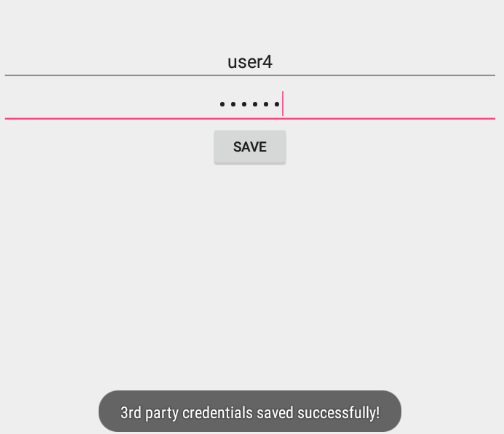 user4
••••••
SAVE
3rd party credentials saved successfully!